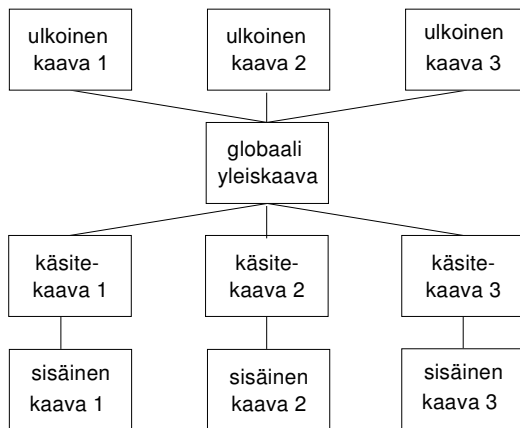 ulkoinen
kaava 1
ulkoinen
kaava 2
ulkoinen
kaava 3
globaali
yleiskaava
käsite-
kaava 1
käsite-
kaava 2
käsite-
kaava 3
sisäinen
kaava 1
sisäinen
kaava 2
sisäinen
kaava 3